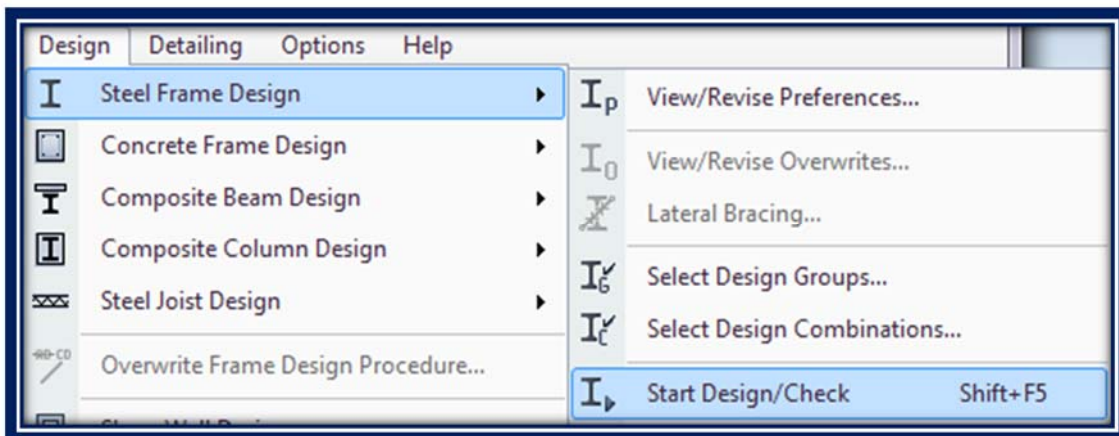 Design Detailing Options Help
Steel Frame Design
Concrete Frame Design
Composite Beam Design
Composite Column Design
Steel Joist Design
Overwrite Frame Design Procedure...
View/Revise Preferences...
View/Revise Overwrites...
Lateral Bracing...
Select Design Groups...
Select Design Combinations...
Start Design/Check Shift+F5